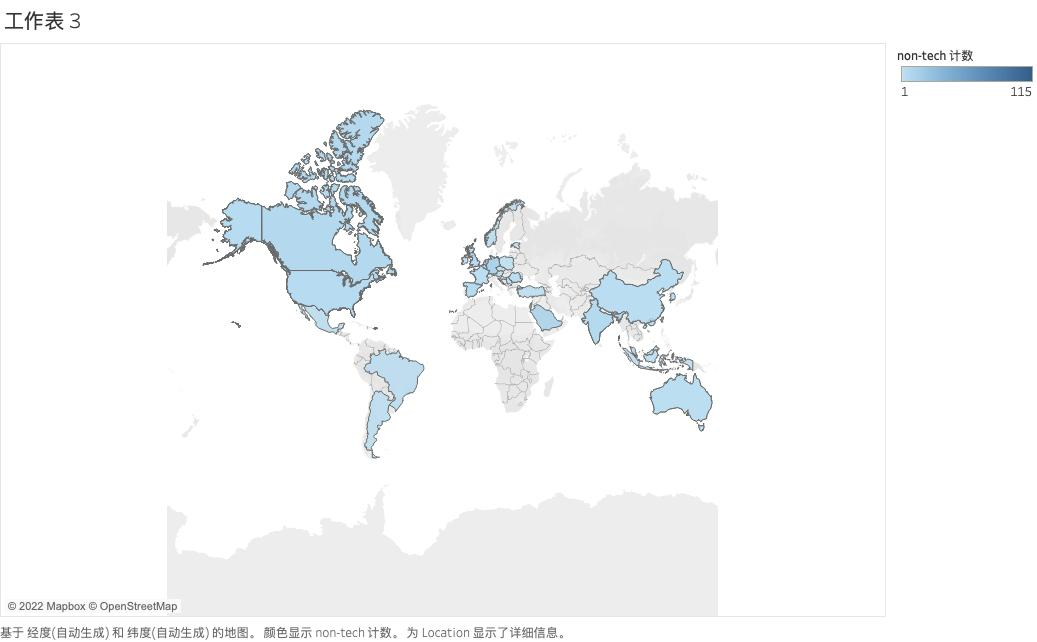 工作表 3
non-tech 计数
1 115
© 2022 Mapbox © OpenStreetMap
基于 经度(自动生成) 和 纬度(自动生成) 的地图。 颜色显示 non-tech 计数。 为 Location 显示了详细信息。